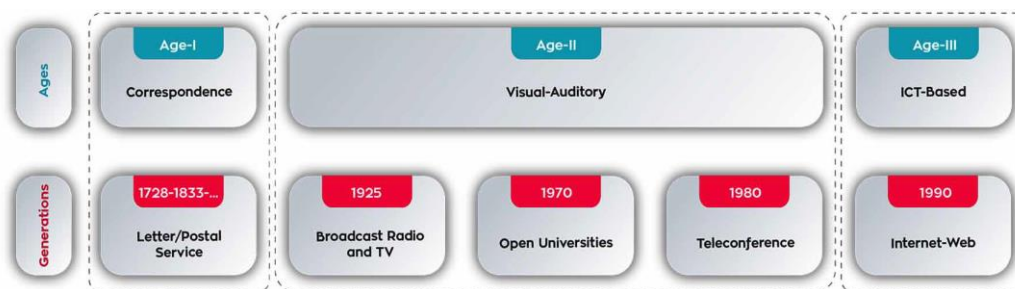 Ages
Age-I
Correspondence
Age-II
Visual-Auditory
Age-III
ICT-Based
Generations
1728-1833-...
Letter/Postal
Service
1925
Broadcast Radio
and TV
1970
Open Universities
1980
Teleconference
1990
Internet-Web